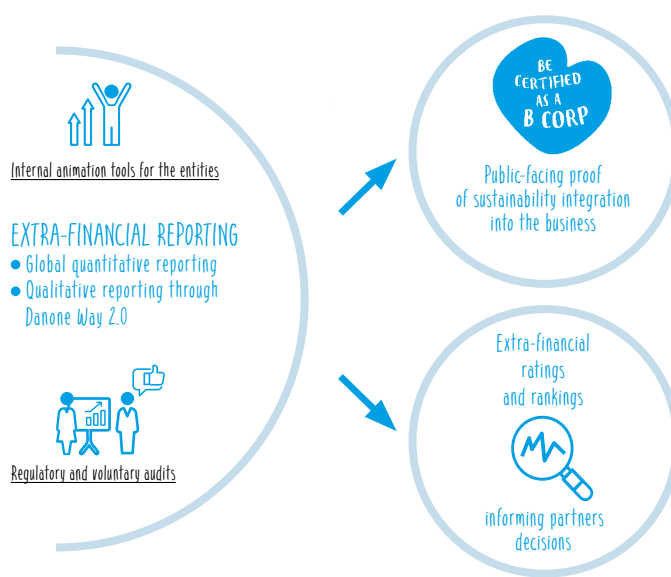 Internal animation tools for the entities
EXTRA-FINANCIAL REPORTING
● Global quantitative reporting
● Qualitative reporting through
Danone Way 2.0
Regulatory and voluntary audits
BE
CERTIFIED
AS A
B CORP
Public-facing proof
of sustainability integration
into the business
Extra-financial
ratings
and rankings
informing partners
decisions